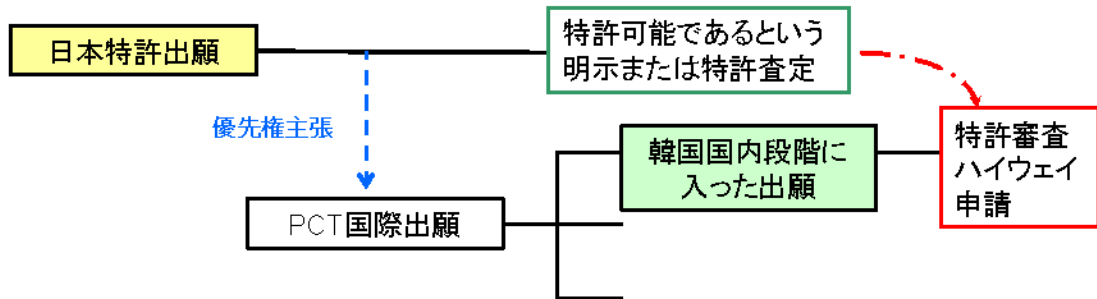 日本特許出願
特許可能であるという
明示または特許査定
優先権主張
韓国国内段階に
入った出願
特許審査
ハイウェイ
申請
PCT国際出願